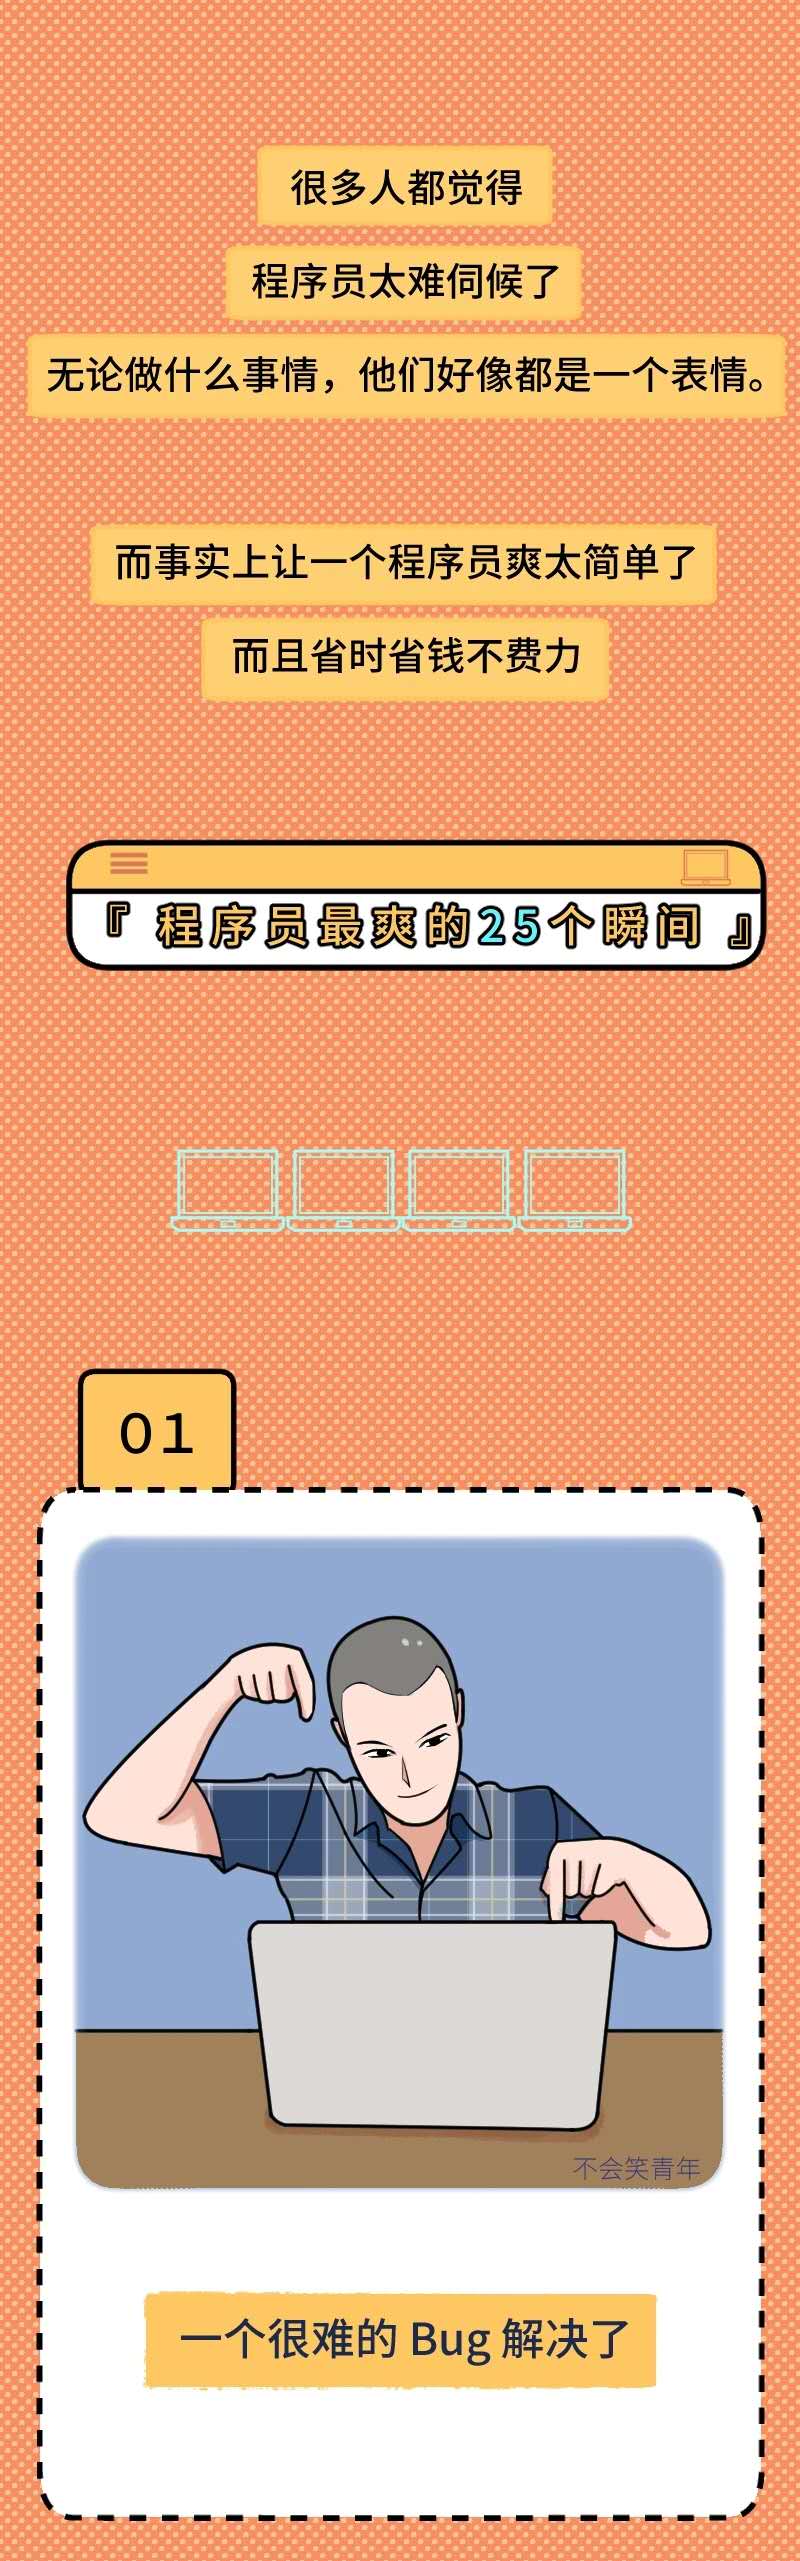 很多人都觉得
程序员太难伺候了
无论做什么事情，他们好像都是一个表情。
而事实上让一个程序员爽太简单了
而且省时省钱不费力
『 程序员最爽的25个瞬间 』
01
不会笑青年
一个很难的 Bug 解决了